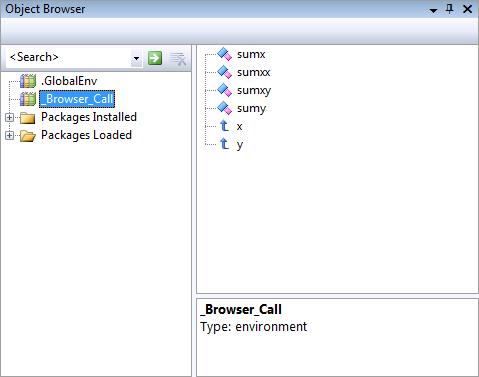 Object Browser
<Search>
.GlobalEnv
_Browser_Call
Packages Installed
Packages Loaded
sumx
sumxx
sumxy
sumy
x
y
_Browser_Call
Type: environment